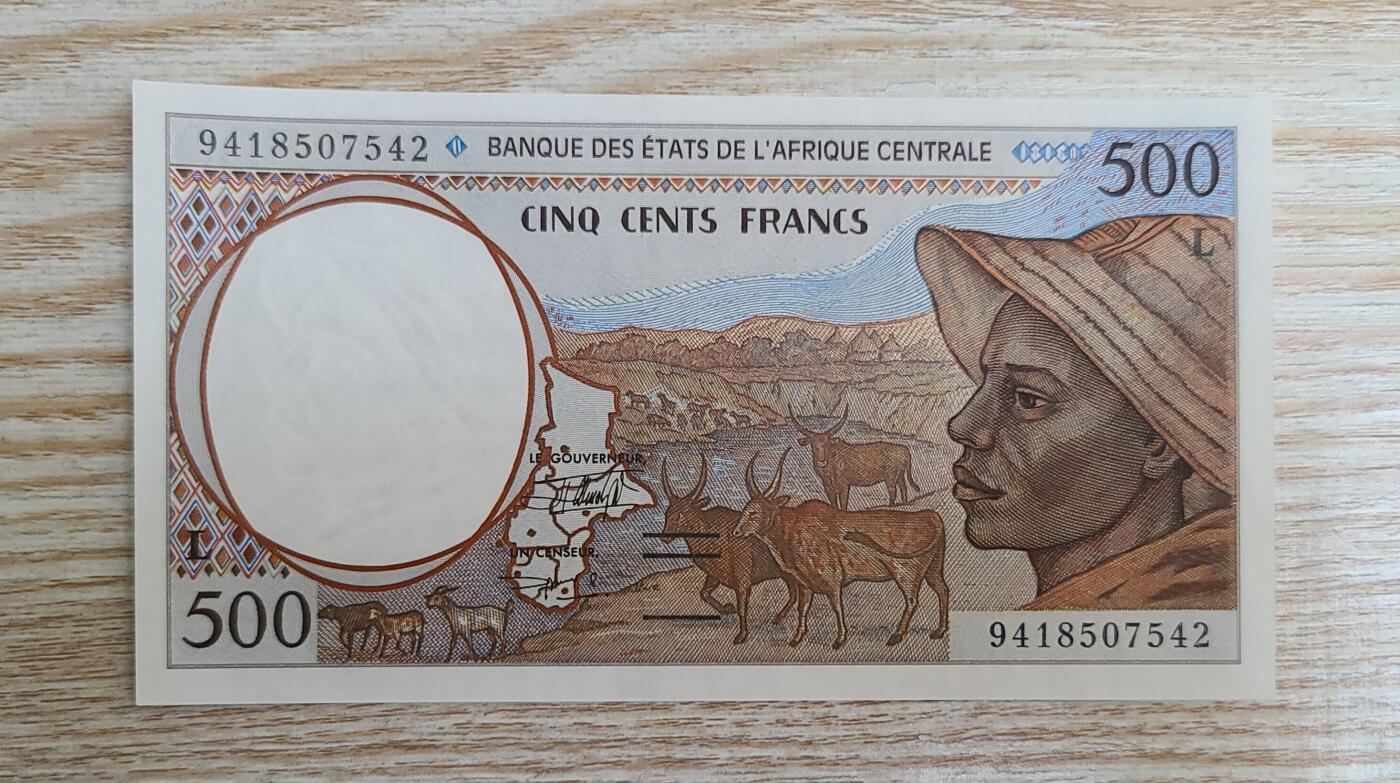 9418507542 BANQUE DES ÉTATS DE L'AFRIQUE CENTRALE 500
CINQ CENTS FRANCS
L
LE GOUVERNEUR,
UN CENSEUR,
L
500
9418507542